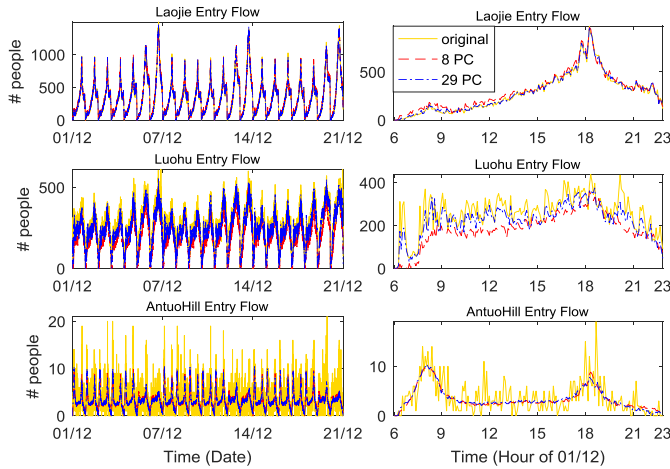 Laojie Entry Flow
# people
1000
500
0
01/12 07/12 14/12 21/12
Laojie Entry Flow
original
8 PC
29 PC
500
0
6 9 12 15 18 21 23
Luohu Entry Flow
# people
500
0
01/12 07/12 14/12 21/12
Luohu Entry Flow
400
200
0
6 9 12 15 18 21 23
AntuoHill Entry Flow
# people
20
10
0
01/12 07/12 14/12 21/12
Time (Date)
AntuoHill Entry Flow
10
0
6 9 12 15 18 21 23
Time (Hour of 01/12)